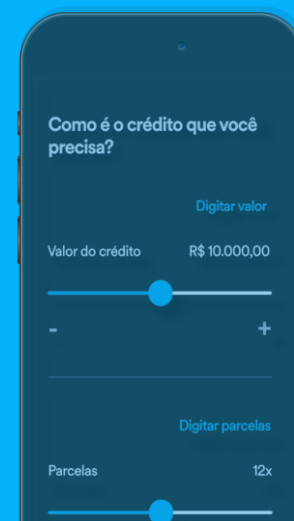 Como é o crédito que você
precisa?
Digitar valor
Valor do crédito R$ 10.000,00
- +
Digitar parcelas
Parcelas 12x